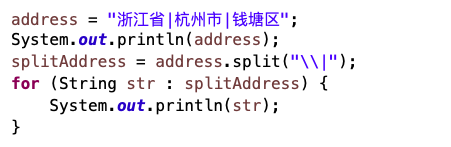 address = "浙江省|杭州市|钱塘区";
System.out.println(address);
splitAddress = address.split("\\|");
for (String str : splitAddress) {
    System.out.println(str);
}